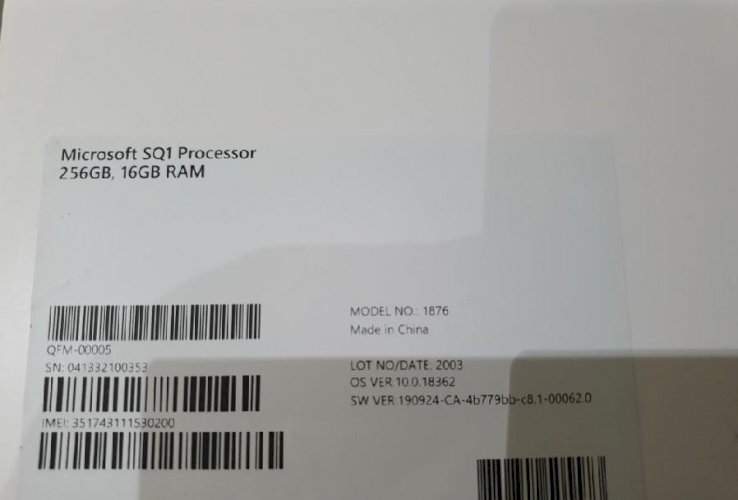 Microsoft SQ1 Processor
256GB, 16GB RAM
QFM-00005
SN: 041332100353
IMEI: 351743111530200
MODEL NO.: 1876
Made in China
LOT NO/DATE: 2003
OS VER:10.0.18362
SW VER:190924-CA-4b779bb-c8.1-00062.0